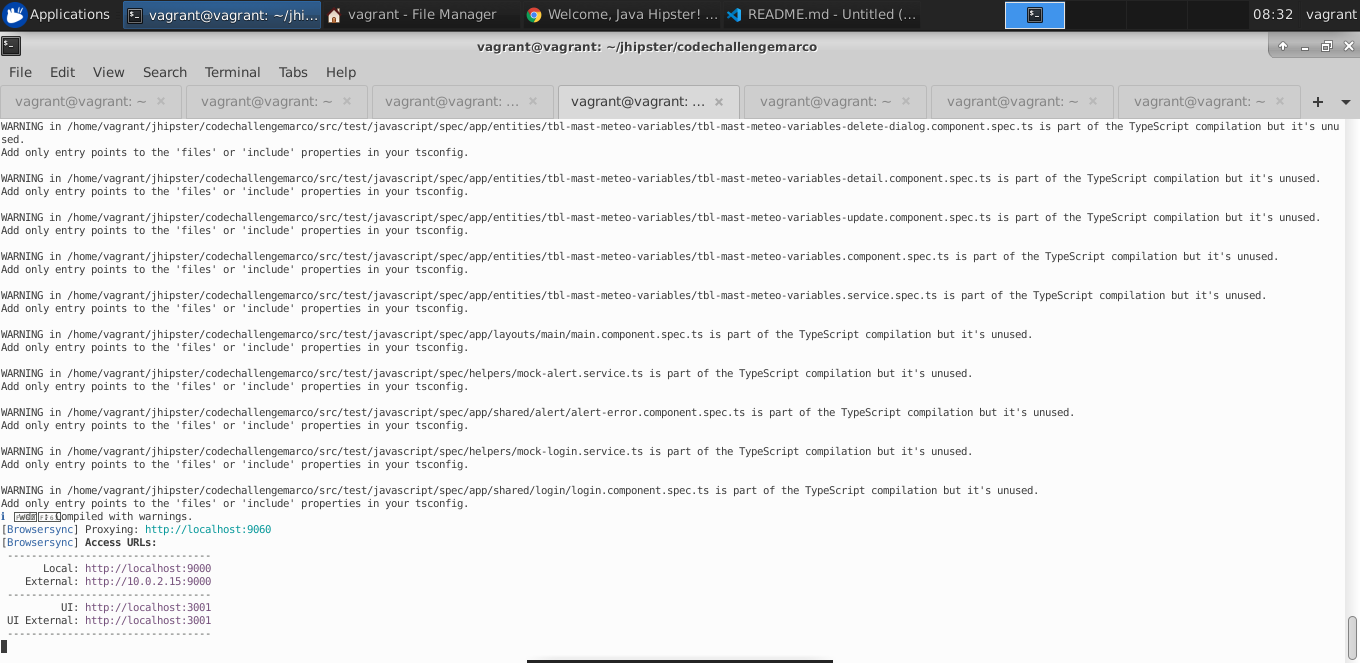 Applications vagrant@vagrant: ~/jhi... vagrant - File Manager Welcome, Java Hipster! ... README.md - Untitled (... 08:32 vagrant
vagrant@vagrant: ~/jhipster/codechallengemarco
File Edit View Search Terminal Tabs Help
vagrant@vagrant: ~ vagrant@vagrant: ~ vagrant@vagrant: ... vagrant@vagrant: ... vagrant@vagrant: ~ vagrant@vagrant: ~ vagrant@vagrant: ~
WARNING in /home/vagrant/jhipster/codechallengemarco/src/test/javascript/spec/app/entities/tbl-mast-meteo-variables/tbl-mast-meteo-variables-delete-dialog.component.spec.ts is part of the TypeScript compilation but it's unu
sed.
Add only entry points to the 'files' or 'include' properties in your tsconfig.
WARNING in /home/vagrant/jhipster/codechallengemarco/src/test/javascript/spec/app/entities/tbl-mast-meteo-variables/tbl-mast-meteo-variables-detail.component.spec.ts is part of the TypeScript compilation but it's unused.
Add only entry points to the 'files' or 'include' properties in your tsconfig.
WARNING in /home/vagrant/jhipster/codechallengemarco/src/test/javascript/spec/app/entities/tbl-mast-meteo-variables/tbl-mast-meteo-variables-update.component.spec.ts is part of the TypeScript compilation but it's unused.
Add only entry points to the 'files' or 'include' properties in your tsconfig.
WARNING in /home/vagrant/jhipster/codechallengemarco/src/test/javascript/spec/app/entities/tbl-mast-meteo-variables/tbl-mast-meteo-variables.component.spec.ts is part of the TypeScript compilation but it's unused.
Add only entry points to the 'files' or 'include' properties in your tsconfig.
WARNING in /home/vagrant/jhipster/codechallengemarco/src/test/javascript/spec/app/entities/tbl-mast-meteo-variables/tbl-mast-meteo-variables.service.spec.ts is part of the TypeScript compilation but it's unused.
Add only entry points to the 'files' or 'include' properties in your tsconfig.
WARNING in /home/vagrant/jhipster/codechallengemarco/src/test/javascript/spec/app/layouts/main/main.component.spec.ts is part of the TypeScript compilation but it's unused.
Add only entry points to the 'files' or 'include' properties in your tsconfig.
WARNING in /home/vagrant/jhipster/codechallengemarco/src/test/javascript/spec/helpers/mock-alert.service.ts is part of the TypeScript compilation but it's unused.
Add only entry points to the 'files' or 'include' properties in your tsconfig.
WARNING in /home/vagrant/jhipster/codechallengemarco/src/test/javascript/spec/app/shared/alert/alert-error.component.spec.ts is part of the TypeScript compilation but it's unused.
Add only entry points to the 'files' or 'include' properties in your tsconfig.
WARNING in /home/vagrant/jhipster/codechallengemarco/src/test/javascript/spec/helpers/mock-login.service.ts is part of the TypeScript compilation but it's unused.
Add only entry points to the 'files' or 'include' properties in your tsconfig.
WARNING in /home/vagrant/jhipster/codechallengemarco/src/test/javascript/spec/app/shared/login/login.component.spec.ts is part of the TypeScript compilation but it's unused.
Add only entry points to the 'files' or 'include' properties in your tsconfig.
ℹ ompiled with warnings.
[Browsersync] Proxying: http://localhost:9060
[Browsersync] Access URLs:
----------------------------------
Local: http://localhost:9000
External: http://10.0.2.15:9000
----------------------------------
UI: http://localhost:3001
UI External: http://localhost:3001
----------------------------------